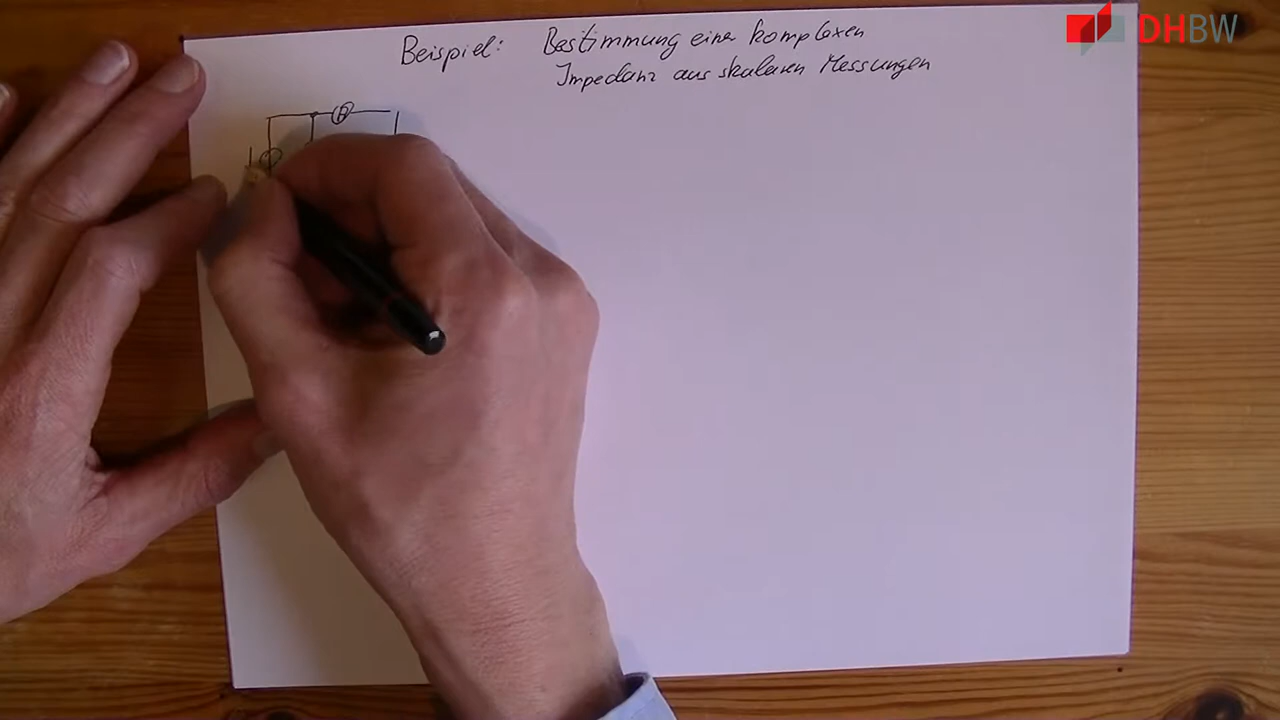 DHBW
Beispiel: Bestimmung einer komplexen
Impedanz aus skalaren Messungen